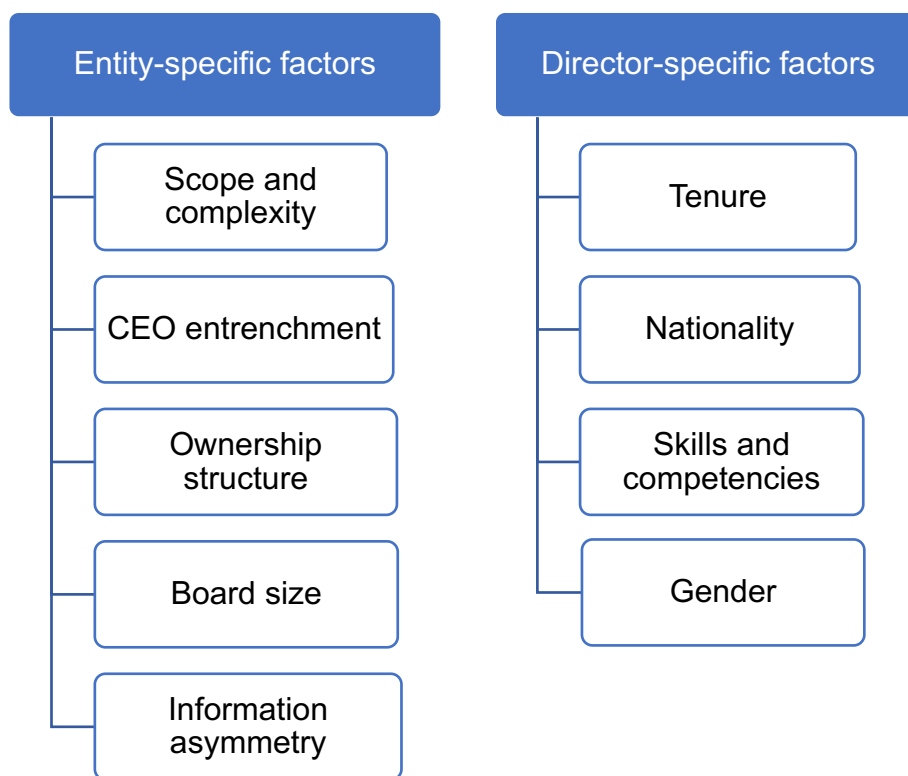 Entity-specific factors
Scope and
complexity
CEO entrenchment
Ownership
structure
Board size
Information
asymmetry
Director-specific factors
Tenure
Nationality
Skills and
competencies
Gender